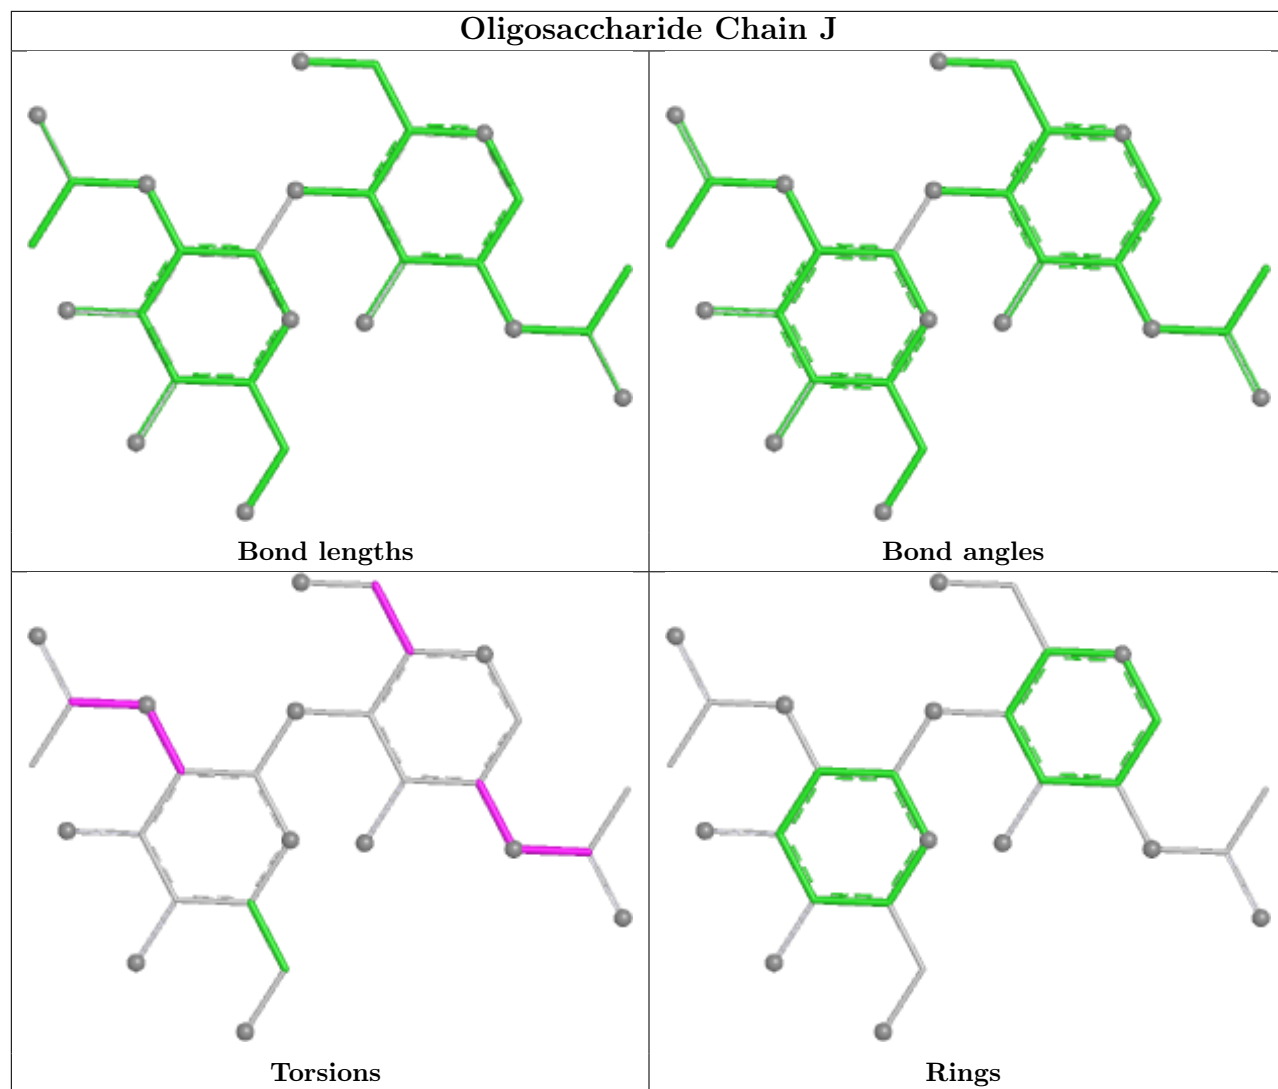 Oligosaccharide Chain J
Bond lengths
Bond angles
Torsions
Rings